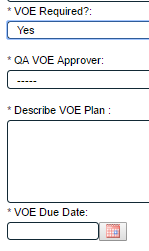 * VOE Required?:
Yes
* QA VOE Approver:
-----
* Describe VOE Plan :
* VOE Due Date: